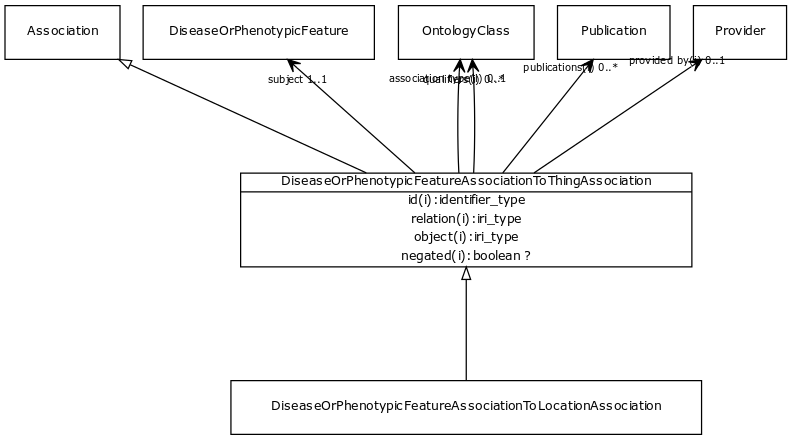 Association
DiseaseOrPhenotypicFeature
OntologyClass
Publication
Provider
subject 1..1
association type(i) 0..1
qualifiers(i) 0..*
publications(i) 0..*
provided by(i) 0..1
DiseaseOrPhenotypicFeatureAssociationToThingAssociation
id(i):identifier_type
relation(i):iri_type
object(i):iri_type
negated(i):boolean ?
DiseaseOrPhenotypicFeatureAssociationToLocationAssociation